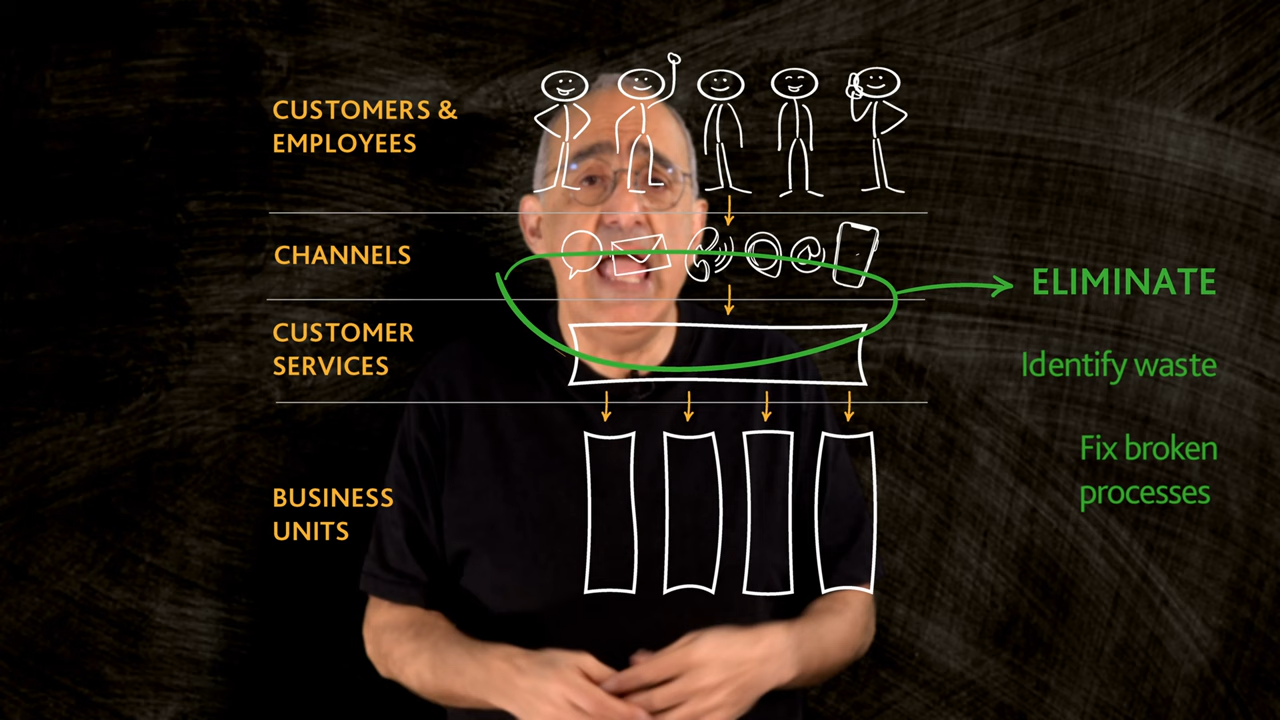 CUSTOMERS &
EMPLOYEES
CHANNELS
CUSTOMER
SERVICES
BUSINESS
UNITS
ELIMINATE
Identify waste
Fix broken
processes